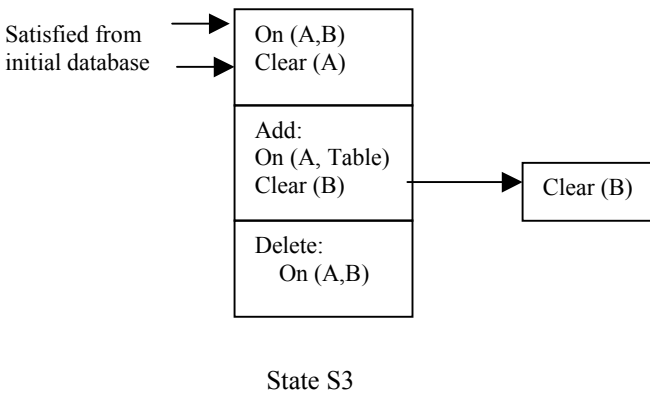 Satisfied from
initial database
On (A,B)
Clear (A)
Add:
On (A, Table)
Clear (B)
Clear (B)
Delete:
On (A,B)
State S3